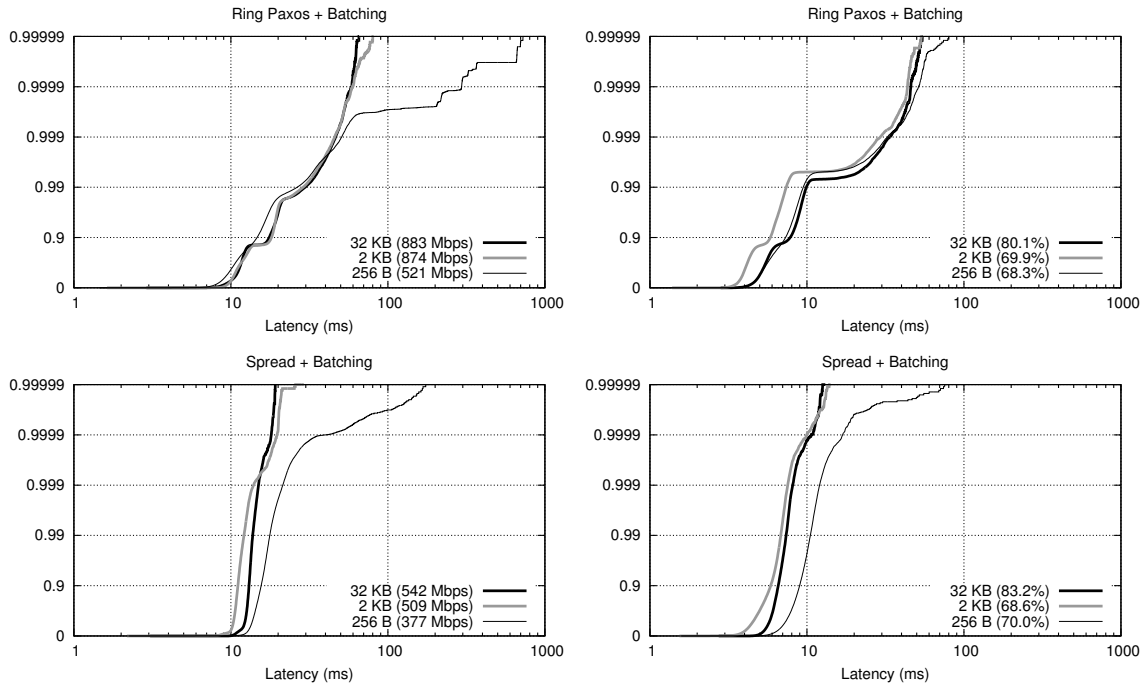 Ring Paxos + Batching
0.99999
0.9999
0.999
0.99
0.9
0
32 KB (883 Mbps)
2 KB (874 Mbps)
256 B (521 Mbps)
1 10 100 1000
Latency (ms)
Ring Paxos + Batching
0.99999
0.9999
0.999
0.99
0.9
0
32 KB (80.1%)
2 KB (69.9%)
256 B (68.3%)
1 10 100 1000
Latency (ms)
Spread + Batching
0.99999
0.9999
0.999
0.99
0.9
0
32 KB (542 Mbps)
2 KB (509 Mbps)
256 B (377 Mbps)
1 10 100 1000
Latency (ms)
Spread + Batching
0.99999
0.9999
0.999
0.99
0.9
0
32 KB (83.2%)
2 KB (68.6%)
256 B (70.0%)
1 10 100 1000
Latency (ms)